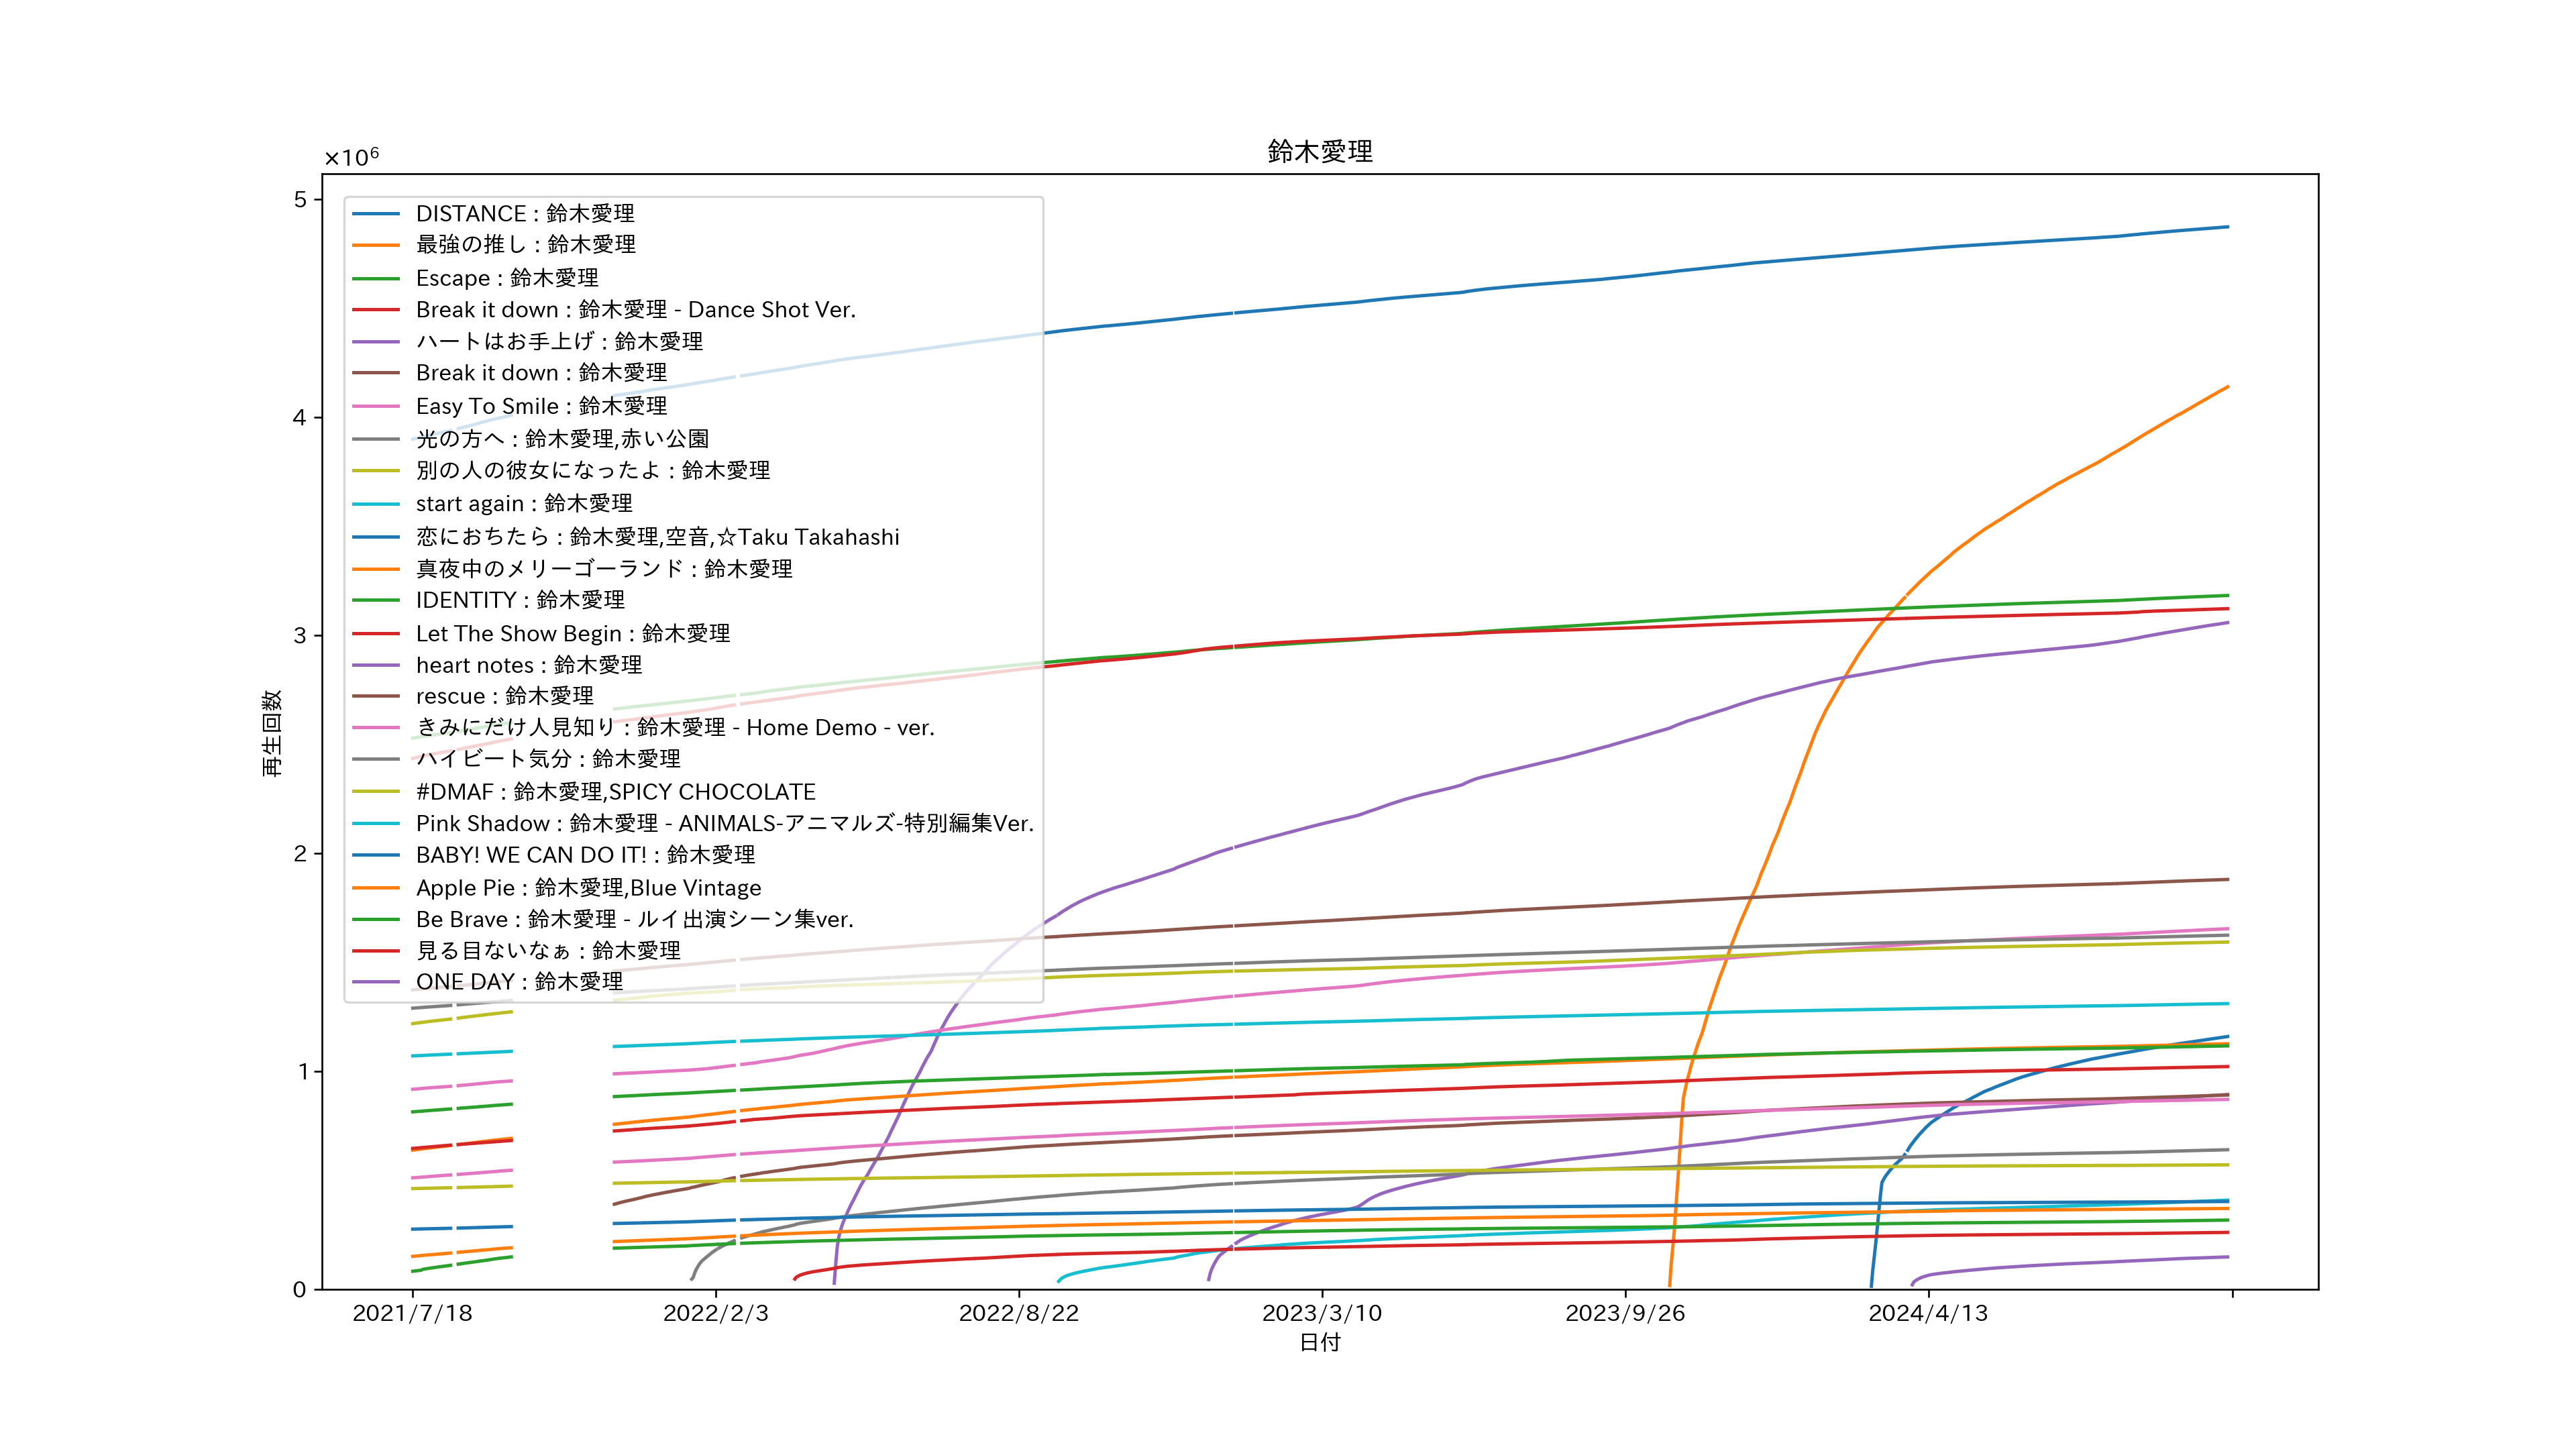 鈴木愛理
×10⁶
5
4
3
2
1
0
再生回数
DISTANCE : 鈴木愛理
最強の推し : 鈴木愛理
Escape : 鈴木愛理
Break it down : 鈴木愛理 - Dance Shot Ver.
ハートはお手上げ : 鈴木愛理
Break it down : 鈴木愛理
Easy To Smile : 鈴木愛理
光の方へ : 鈴木愛理,赤い公園
別の人の彼女になったよ : 鈴木愛理
start again : 鈴木愛理
恋におちたら : 鈴木愛理,空音,☆Taku Takahashi
真夜中のメリーゴーランド : 鈴木愛理
IDENTITY : 鈴木愛理
Let The Show Begin : 鈴木愛理
heart notes : 鈴木愛理
rescue : 鈴木愛理
きみにだけ人見知り : 鈴木愛理 - Home Demo - ver.
ハイビート気分 : 鈴木愛理
#DMAF : 鈴木愛理,SPICY CHOCOLATE
Pink Shadow : 鈴木愛理 - ANIMALS-アニマルズ-特別編集Ver.
BABY! WE CAN DO IT! : 鈴木愛理
Apple Pie : 鈴木愛理,Blue Vintage
Be Brave : 鈴木愛理 - ルイ出演シーン集ver.
見る目ないなぁ : 鈴木愛理
ONE DAY : 鈴木愛理
2021/7/18 2022/2/3 2022/8/22 2023/3/10 2023/9/26 2024/4/13
日付